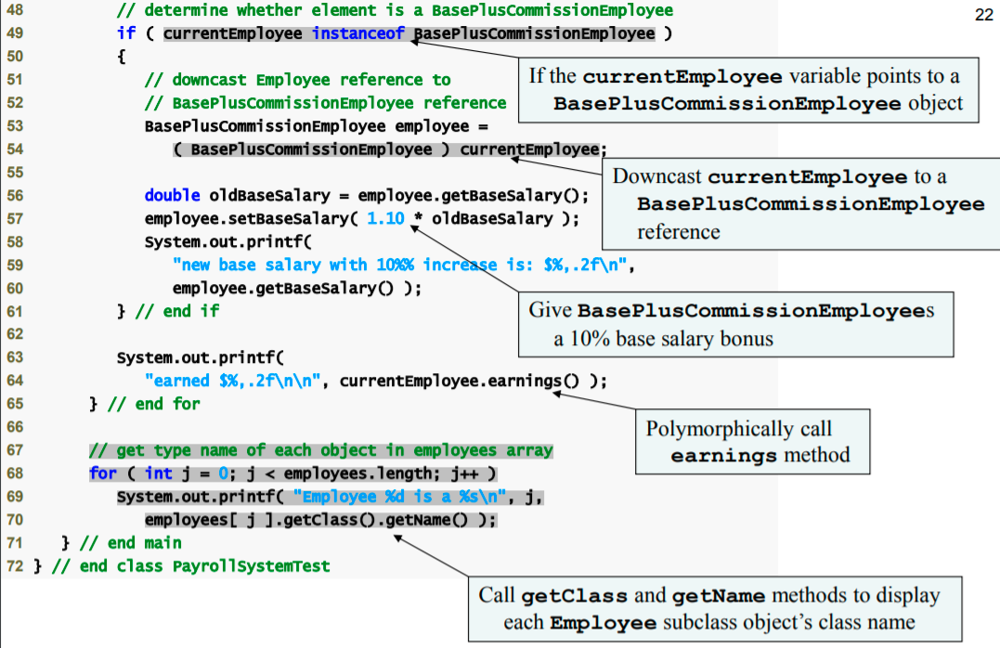 22
48 // determine whether element is a BasePlusCommissionEmployee
49 if ( currentEmployee instanceof BasePlusCommissionEmployee )
50 {
51 // downcast Employee reference to
52 // BasePlusCommissionEmployee reference
53 BasePlusCommissionEmployee employee =
54 ( BasePlusCommissionEmployee ) currentEmployee;
55
56 double oldBaseSalary = employee.getBaseSalary();
57 employee.setBaseSalary( 1.10 * oldBaseSalary );
58 System.out.printf(
59 "new base salary with 10%% increase is: $%,.2f\n",
60 employee.getBaseSalary() );
61 } // end if
62
63 System.out.printf(
64 "earned $%,.2f\n\n", currentEmployee.earnings() );
65 } // end for
66
67 // get type name of each object in employees array
68 for ( int j = 0; j < employees.length; j++ )
69 System.out.printf( "Employee %d is a %s\n", j,
70 employees[ j ].getClass().getName() );
71 } // end main
72 } // end class PayrollSystemTest
If the currentEmployee variable points to a
BasePlusCommissionEmployee object
Downcast currentEmployee to a
BasePlusCommissionEmployee
reference
Give BasePlusCommissionEmployees
a 10% base salary bonus
Polymorphically call
earnings method
Call getClass and getName methods to display
each Employee subclass object's class name